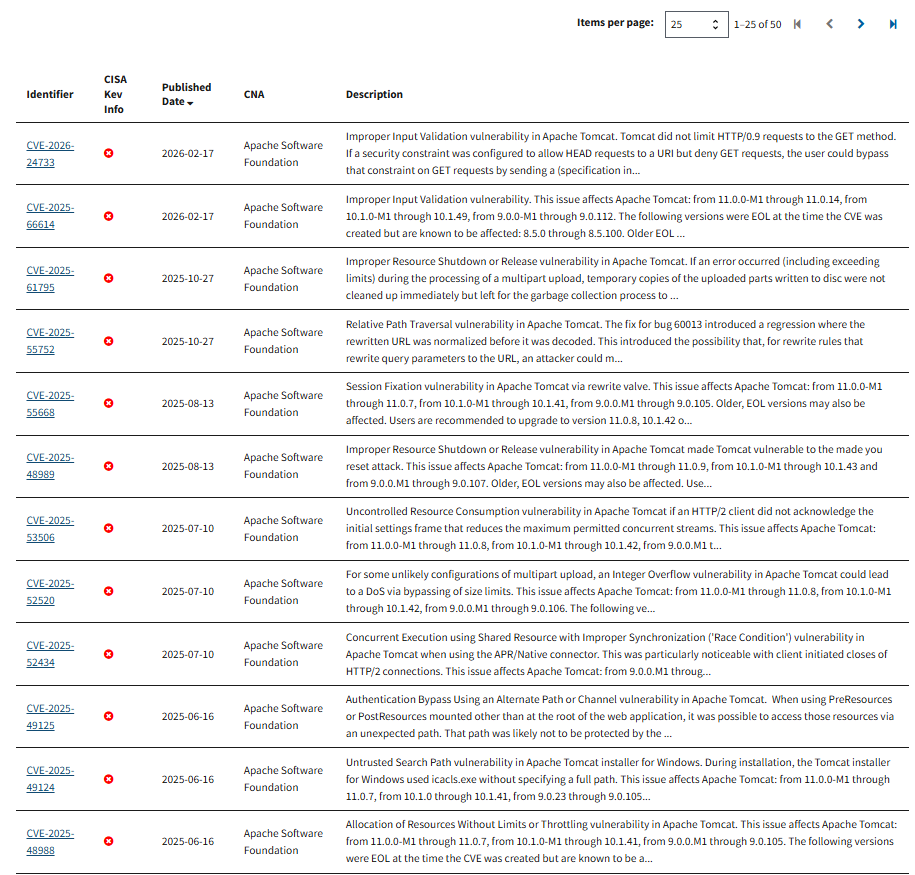 Items per page: 25 1–25 of 50
Identifier CISA Kev Info Published Date CNA Description
CVE-2026-24733 2026-02-17 Apache Software Foundation
Improper Input Validation vulnerability in Apache Tomcat. Tomcat did not limit HTTP/0.9 requests to the GET method.
If a security constraint was configured to allow HEAD requests to a URI but deny GET requests, the user could bypass
that constraint on GET requests by sending a (specification in...
CVE-2025-66614 2026-02-17 Apache Software Foundation
Improper Input Validation vulnerability. This issue affects Apache Tomcat: from 11.0.0-M1 through 11.0.14, from
10.1.0-M1 through 10.1.49, from 9.0.0-M1 through 9.0.112. The following versions were EOL at the time the CVE was
created but are known to be affected: 8.5.0 through 8.5.100. Older EOL ...
CVE-2025-61795 2025-10-27 Apache Software Foundation
Improper Resource Shutdown or Release vulnerability in Apache Tomcat. If an error occurred (including exceeding
limits) during the processing of a multipart upload, temporary copies of the uploaded parts written to disc were not
cleaned up immediately but left for the garbage collection process to ...
CVE-2025-55752 2025-10-27 Apache Software Foundation
Relative Path Traversal vulnerability in Apache Tomcat. The fix for bug 60013 introduced a regression where the
rewritten URL was normalized before it was decoded. This introduced the possibility that, for rewrite rules that
rewrite query parameters to the URL, an attacker could m...
CVE-2025-55668 2025-08-13 Apache Software Foundation
Session Fixation vulnerability in Apache Tomcat via rewrite valve. This issue affects Apache Tomcat: from 11.0.0-M1
through 11.0.7, from 10.1.0-M1 through 10.1.41, from 9.0.0.M1 through 9.0.105. Older, EOL versions may also be
affected. Users are recommended to upgrade to version 11.0.8, 10.1.42 o...
CVE-2025-48989 2025-08-13 Apache Software Foundation
Improper Resource Shutdown or Release vulnerability in Apache Tomcat made Tomcat vulnerable to the made you
reset attack. This issue affects Apache Tomcat: from 11.0.0-M1 through 11.0.9, from 10.1.0-M1 through 10.1.43 and
from 9.0.0.M1 through 9.0.107. Older, EOL versions may also be affected. Use...
CVE-2025-53506 2025-07-10 Apache Software Foundation
Uncontrolled Resource Consumption vulnerability in Apache Tomcat if an HTTP/2 client did not acknowledge the
initial settings frame that reduces the maximum permitted concurrent streams. This issue affects Apache Tomcat:
from 11.0.0-M1 through 11.0.8, from 10.1.0-M1 through 10.1.42, from 9.0.0.M1 t...
CVE-2025-52520 2025-07-10 Apache Software Foundation
For some unlikely configurations of multipart upload, an Integer Overflow vulnerability in Apache Tomcat could lead
to a DoS via bypassing of size limits. This issue affects Apache Tomcat: from 11.0.0-M1 through 11.0.8, from 10.1.0-M1
through 10.1.42, from 9.0.0.M1 through 9.0.106. The following ve...
CVE-2025-52434 2025-07-10 Apache Software Foundation
Concurrent Execution using Shared Resource with Improper Synchronization ('Race Condition') vulnerability in
Apache Tomcat when using the APR/Native connector. This was particularly noticeable with client initiated closes of
HTTP/2 connections. This issue affects Apache Tomcat: from 9.0.0.M1 throug...
CVE-2025-49125 2025-06-16 Apache Software Foundation
Authentication Bypass Using an Alternate Path or Channel vulnerability in Apache Tomcat. When using PreResources
or PostResources mounted other than at the root of the web application, it was possible to access those resources via
an unexpected path. That path was likely not to be protected by the ...
CVE-2025-49124 2025-06-16 Apache Software Foundation
Untrusted Search Path vulnerability in Apache Tomcat installer for Windows. During installation, the Tomcat installer
for Windows used icacls.exe without specifying a full path. This issue affects Apache Tomcat: from 11.0.0-M1 through
11.0.7, from 10.1.0 through 10.1.41, from 9.0.23 through 9.0.105...
CVE-2025-48988 2025-06-16 Apache Software Foundation
Allocation of Resources Without Limits or Throttling vulnerability in Apache Tomcat. This issue affects Apache Tomcat:
from 11.0.0-M1 through 11.0.7, from 10.1.0-M1 through 10.1.41, from 9.0.0.M1 through 9.0.105. The following versions
were EOL at the time the CVE was created but are known to be a...